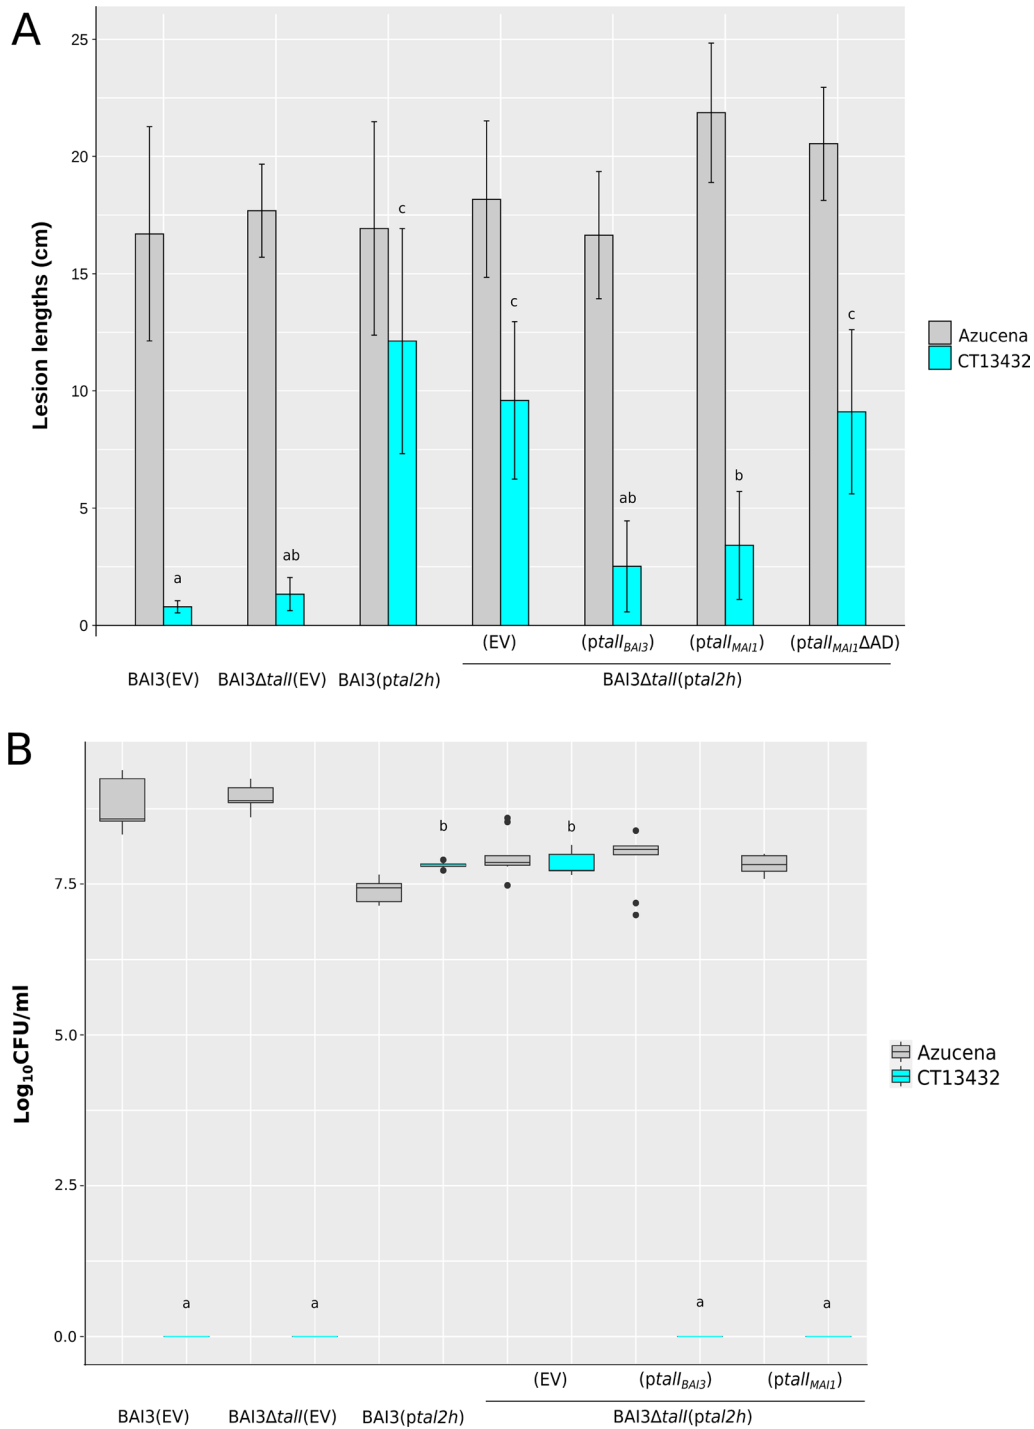 A
Lesion lengths (cm)
25
20
15
10
5
0
a
ab
c
c
ab
b
c
Azucena
CT13432
(EV) (ptalI_BAI3) (ptalI_MAI1) (ptalI_MAI1ΔAD)
BAI3(EV) BAI3ΔtalI(EV) BAI3(ptal2h) BAI3ΔtalI(ptal2h)
B
Log₁₀CFU/ml
7.5
5.0
2.5
0.0
b
b
a
a
a
a
Azucena
CT13432
(EV) (ptalI_BAI3) (ptalI_MAI1)
BAI3(EV) BAI3ΔtalI(EV) BAI3(ptal2h) BAI3ΔtalI(ptal2h)